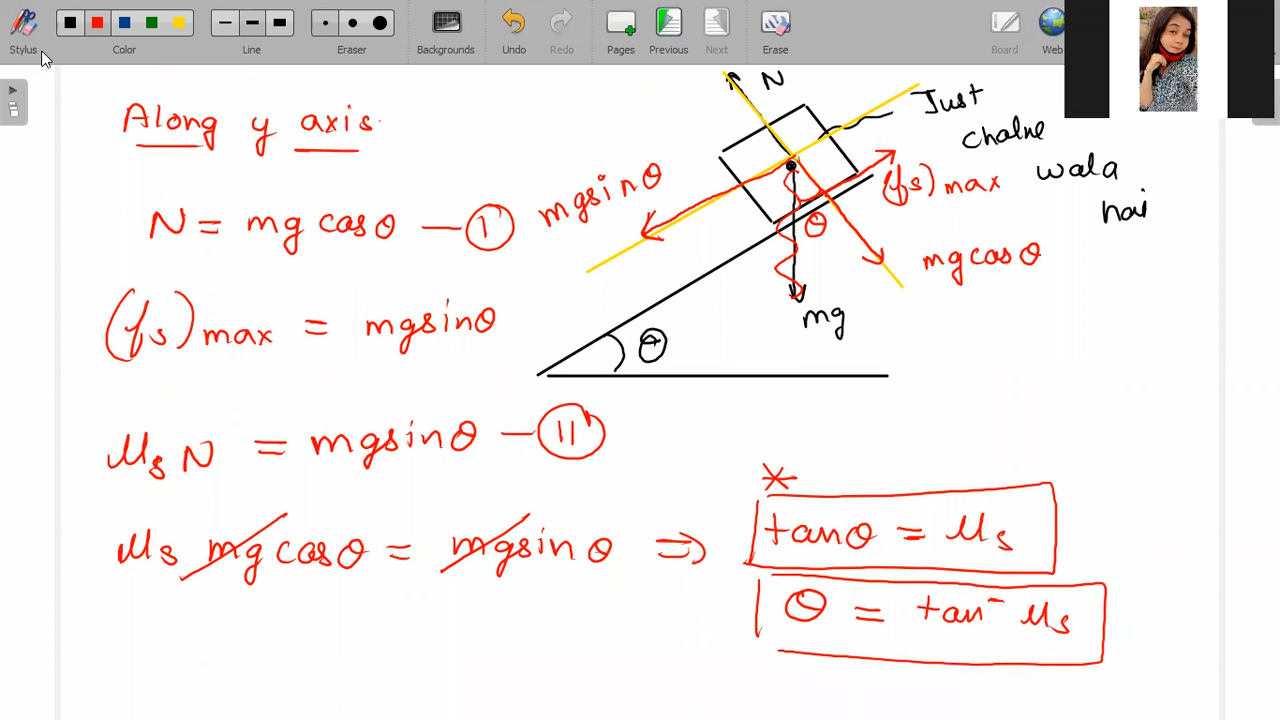 Stylus
Color
Line
Eraser
Backgrounds
Undo
Redo
Pages
Previous
Next
Erase
Board
Web
Along y axis
N = mg cosθ — I
(fs)max = mgsinθ
μs N = mgsinθ — II
μs mg cosθ = mgsinθ ⇒
*
tanθ = μs
θ = tan⁻ μs
N
mgsinθ
Just
chalne
wala
hai
(fs)max
θ
mgcosθ
mg
θ